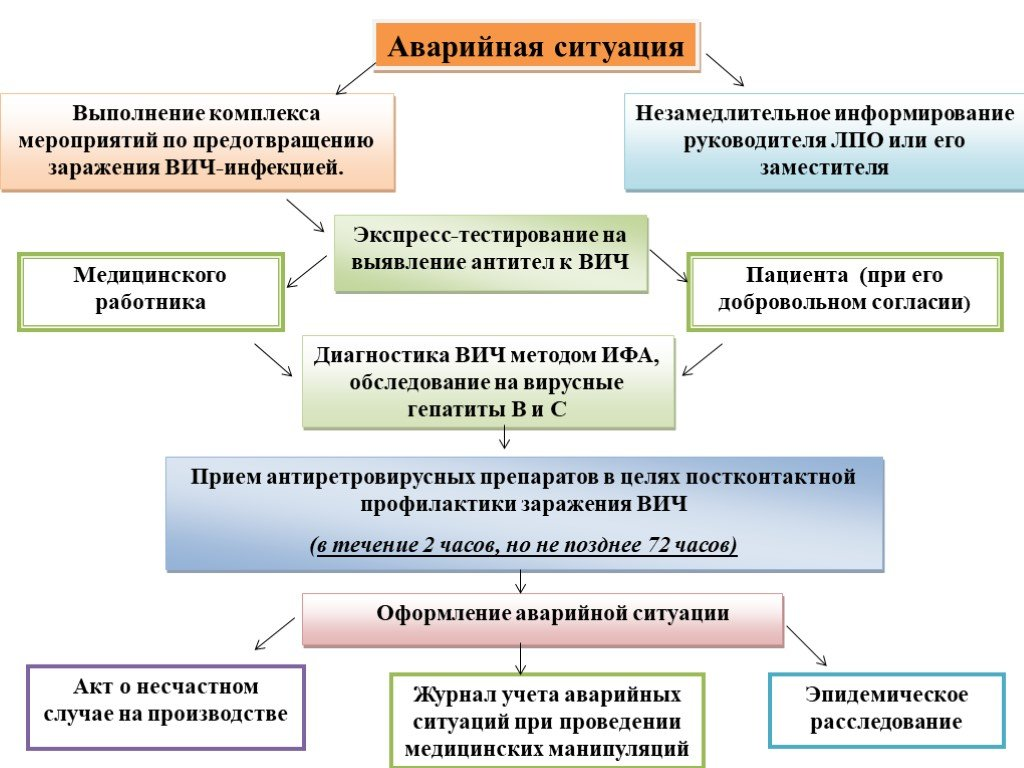 Аварийная ситуация
Выполнение комплекса
мероприятий по предотвращению
заражения ВИЧ-инфекцией.
Незамедлительное информирование
руководителя ЛПО или его
заместителя
Экспресс-тестирование на
выявление антител к ВИЧ
Медицинского
работника
Пациента (при его
добровольном согласии)
Диагностика ВИЧ методом ИФА,
обследование на вирусные
гепатиты В и С
Прием антиретровирусных препаратов в целях постконтактной
профилактики заражения ВИЧ
(в течение 2 часов, но не позднее 72 часов)
Оформление аварийной ситуации
Акт о несчастном
случае на производстве
Журнал учета аварийных
ситуаций при проведении
медицинских манипуляций
Эпидемическое
расследование